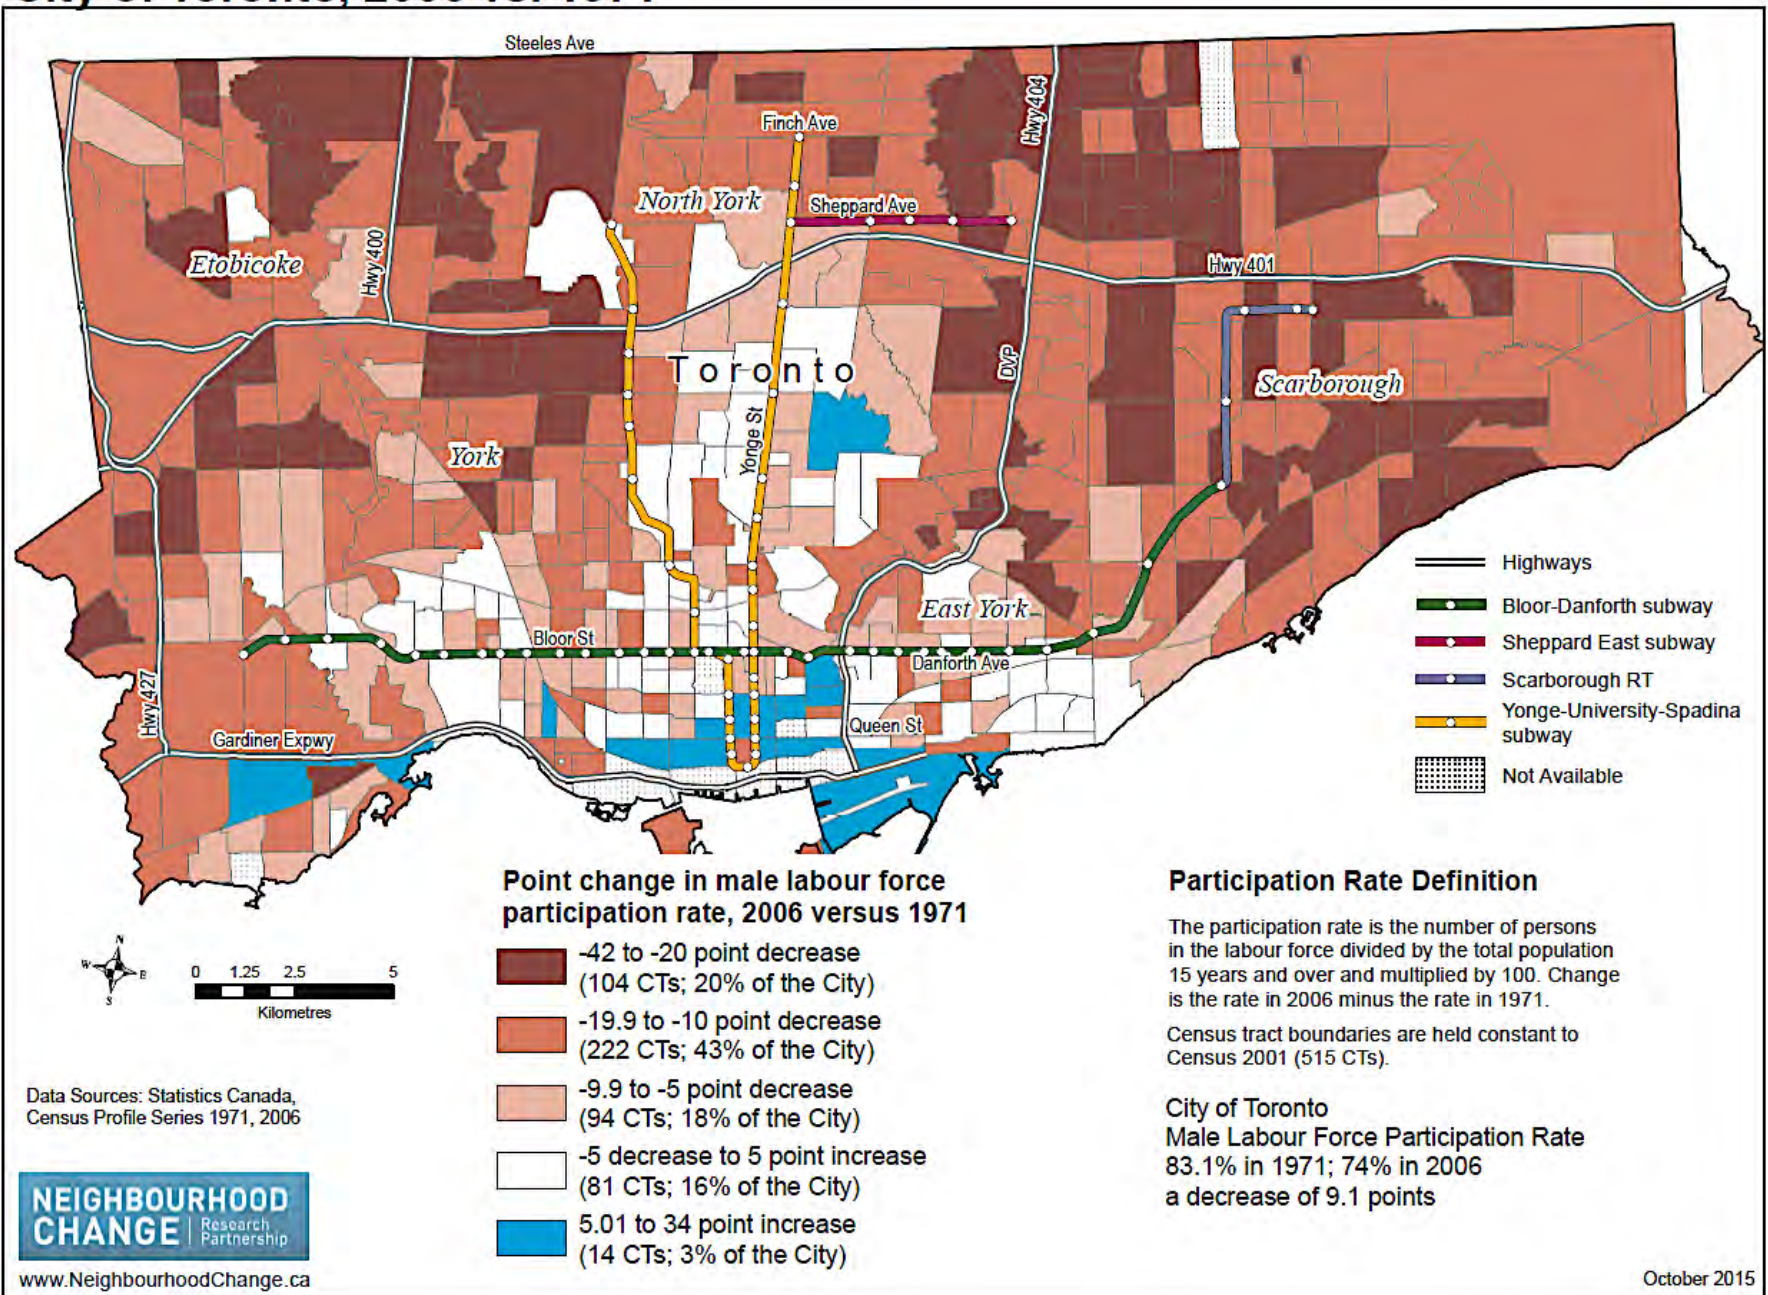 Steeles Ave
Hwy 404
Finch Ave
North York
Sheppard Ave
Etobicoke
Hwy 400
Hwy 401
Toronto
DVP
Scarborough
Yonge St
York
East York
Bloor St
Danforth Ave
Hwy 427
Queen St
Gardiner Expwy
Highways
Bloor-Danforth subway
Sheppard East subway
Scarborough RT
Yonge-University-Spadina
subway
Not Available
Point change in male labour force
participation rate, 2006 versus 1971
-42 to -20 point decrease
(104 CTs; 20% of the City)
-19.9 to -10 point decrease
(222 CTs; 43% of the City)
-9.9 to -5 point decrease
(94 CTs; 18% of the City)
-5 decrease to 5 point increase
(81 CTs; 16% of the City)
5.01 to 34 point increase
(14 CTs; 3% of the City)
Participation Rate Definition
The participation rate is the number of persons
in the labour force divided by the total population
15 years and over and multiplied by 100. Change
is the rate in 2006 minus the rate in 1971.
Census tract boundaries are held constant to
Census 2001 (515 CTs).
City of Toronto
Male Labour Force Participation Rate
83.1% in 1971; 74% in 2006
a decrease of 9.1 points
N
W E
S
0 1.25 2.5 5
Kilometres
Data Sources: Statistics Canada,
Census Profile Series 1971, 2006
NEIGHBOURHOOD
CHANGE Research
Partnership
www.NeighbourhoodChange.ca
October 2015